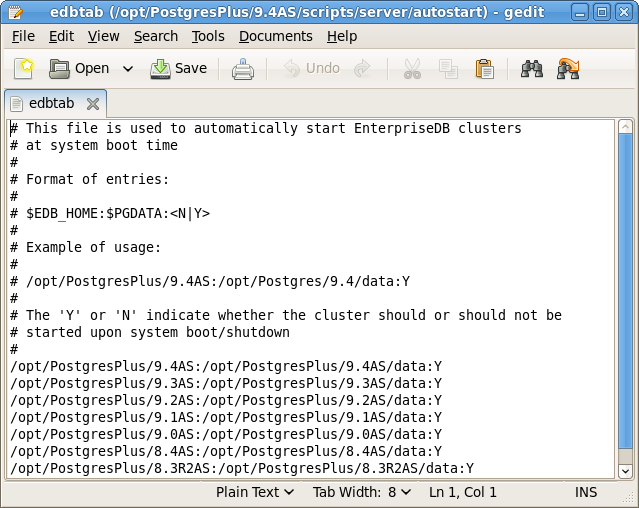 edbtab (/opt/PostgresPlus/9.4AS/scripts/server/autostart) - gedit
File Edit View Search Tools Documents Help
Open Save Undo
edbtab
# This file is used to automatically start EnterpriseDB clusters
# at system boot time
#
# Format of entries:
#
# $EDB_HOME:$PGDATA:<N|Y>
#
# Example of usage:
#
# /opt/PostgresPlus/9.4AS:/opt/Postgres/9.4/data:Y
#
# The 'Y' or 'N' indicate whether the cluster should or should not be
# started upon system boot/shutdown
#
/opt/PostgresPlus/9.4AS:/opt/PostgresPlus/9.4AS/data:Y
/opt/PostgresPlus/9.3AS:/opt/PostgresPlus/9.3AS/data:Y
/opt/PostgresPlus/9.2AS:/opt/PostgresPlus/9.2AS/data:Y
/opt/PostgresPlus/9.1AS:/opt/PostgresPlus/9.1AS/data:Y
/opt/PostgresPlus/9.0AS:/opt/PostgresPlus/9.0AS/data:Y
/opt/PostgresPlus/8.4AS:/opt/PostgresPlus/8.4AS/data:Y
/opt/PostgresPlus/8.3R2AS:/opt/PostgresPlus/8.3R2AS/data:Y
Plain Text Tab Width: 8 Ln 1, Col 1 INS